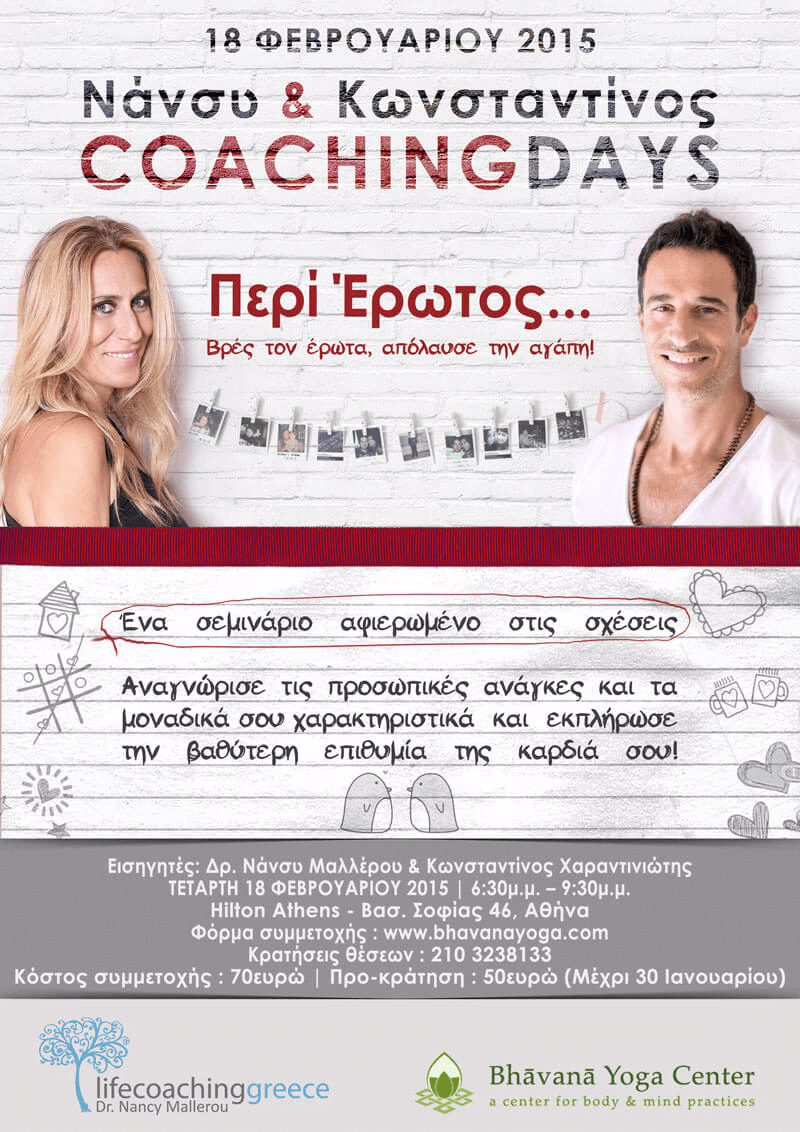 18 ΦΕΒΡΟΥΑΡΙΟΥ 2015
Νάνσυ & Κωνσταντίνος
COACHINGDAYS
Περί Έρωτος...
Βρές τον έρωτα, απόλαυσε την αγάπη!
Ένα σεμινάριο αφιερωμένο στις σχέσεις
Αναγνώρισε τις προσωπικές ανάγκες και τα
μοναδικά σου χαρακτηριστικά και εκπλήρωσε
την βαθύτερη επιθυμία της καρδιά σου!
Εισηγητές: Δρ. Νάνσυ Μαλλέρου & Κωνσταντίνος Χαραντινιώτης
ΤΕΤΑΡΤΗ 18 ΦΕΒΡΟΥΑΡΙΟΥ 2015 | 6:30μ.μ. – 9:30μ.μ.
Hilton Athens - Βασ. Σοφίας 46, Αθήνα
Φόρμα συμμετοχής : www.bhavanayoga.com
Κρατήσεις θέσεων : 210 3238133
Κόστος συμμετοχής : 70ευρώ | Προ-κράτηση : 50ευρώ (Μέχρι 30 Ιανουαρίου)
lifecoachinggreece
Dr. Nancy Mallerou
Bhāvanā Yoga Center
a center for body & mind practices